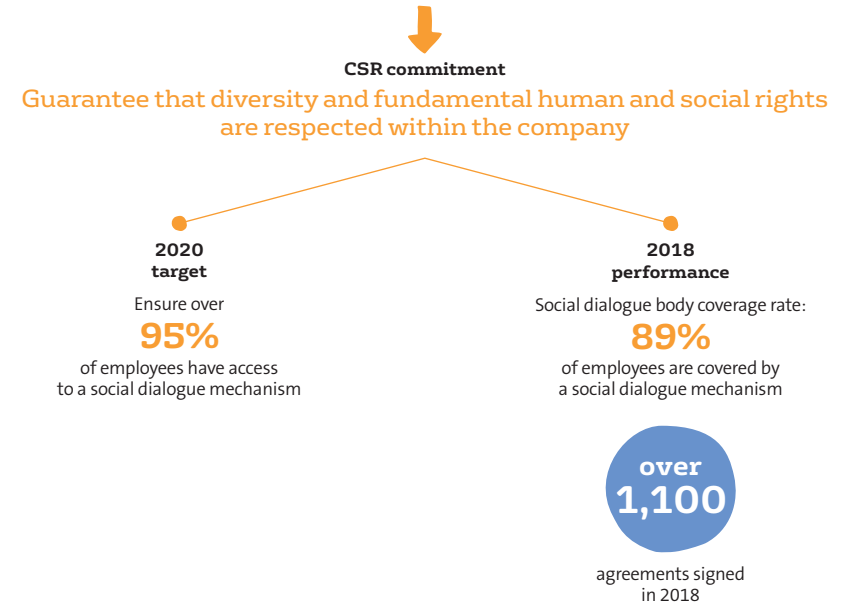 CSR commitment
Guarantee that diversity and fundamental human and social rights
are respected within the company
2020
target
Ensure over
95%
of employees have access
to a social dialogue mechanism
2018
performance
Social dialogue body coverage rate:
89%
of employees are covered by
a social dialogue mechanism
over
1,100
agreements signed
in 2018